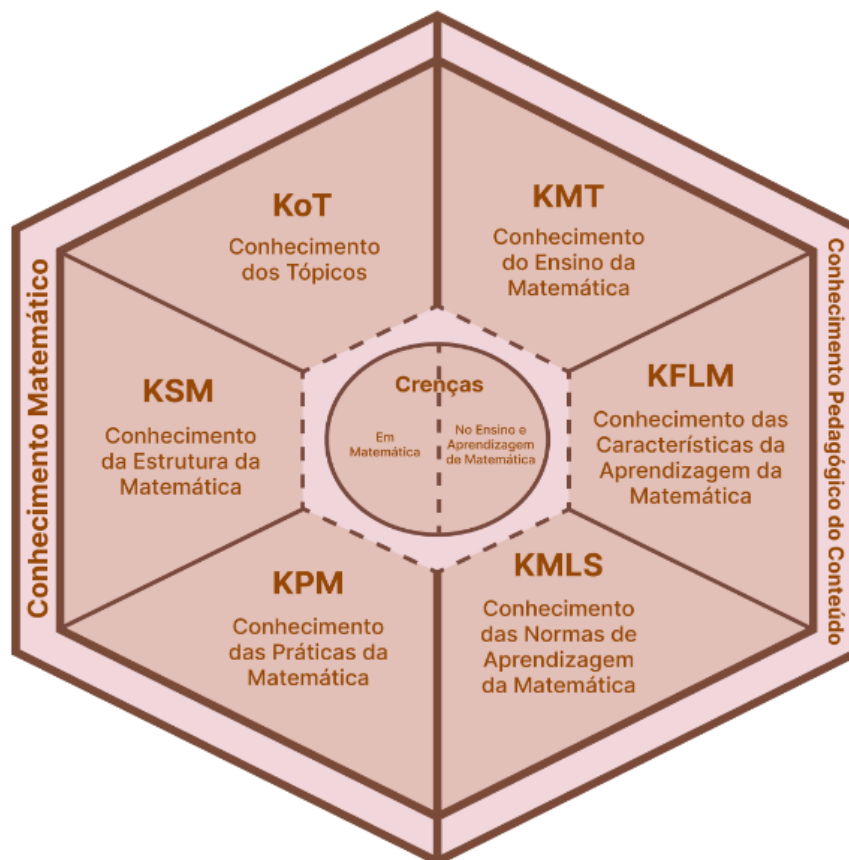 KoT
Conhecimento
dos Tópicos
KMT
Conhecimento
do Ensino da
Matemática
Conhecimento Matemático
KSM
Conhecimento
da Estrutura da
Matemática
Crenças
Em
Matemática
No Ensino e
Aprendizagem
de Matemática
KFLM
Conhecimento das
Características da
Aprendizagem da
Matemática
Conhecimento Pedagógico do Conteúdo
KPM
Conhecimento
das Práticas da
Matemática
KMLS
Conhecimento
das Normas de
Aprendizagem
da Matemática